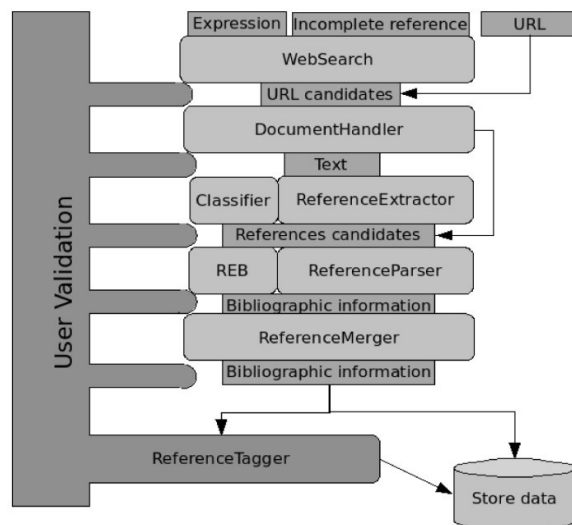 Expression
Incomplete reference
URL
WebSearch
URL candidates
DocumentHandler
Text
Classifier
ReferenceExtractor
References candidates
REB
ReferenceParser
Bibliographic information
ReferenceMerger
Bibliographic information
ReferenceTagger
Store data
User Validation